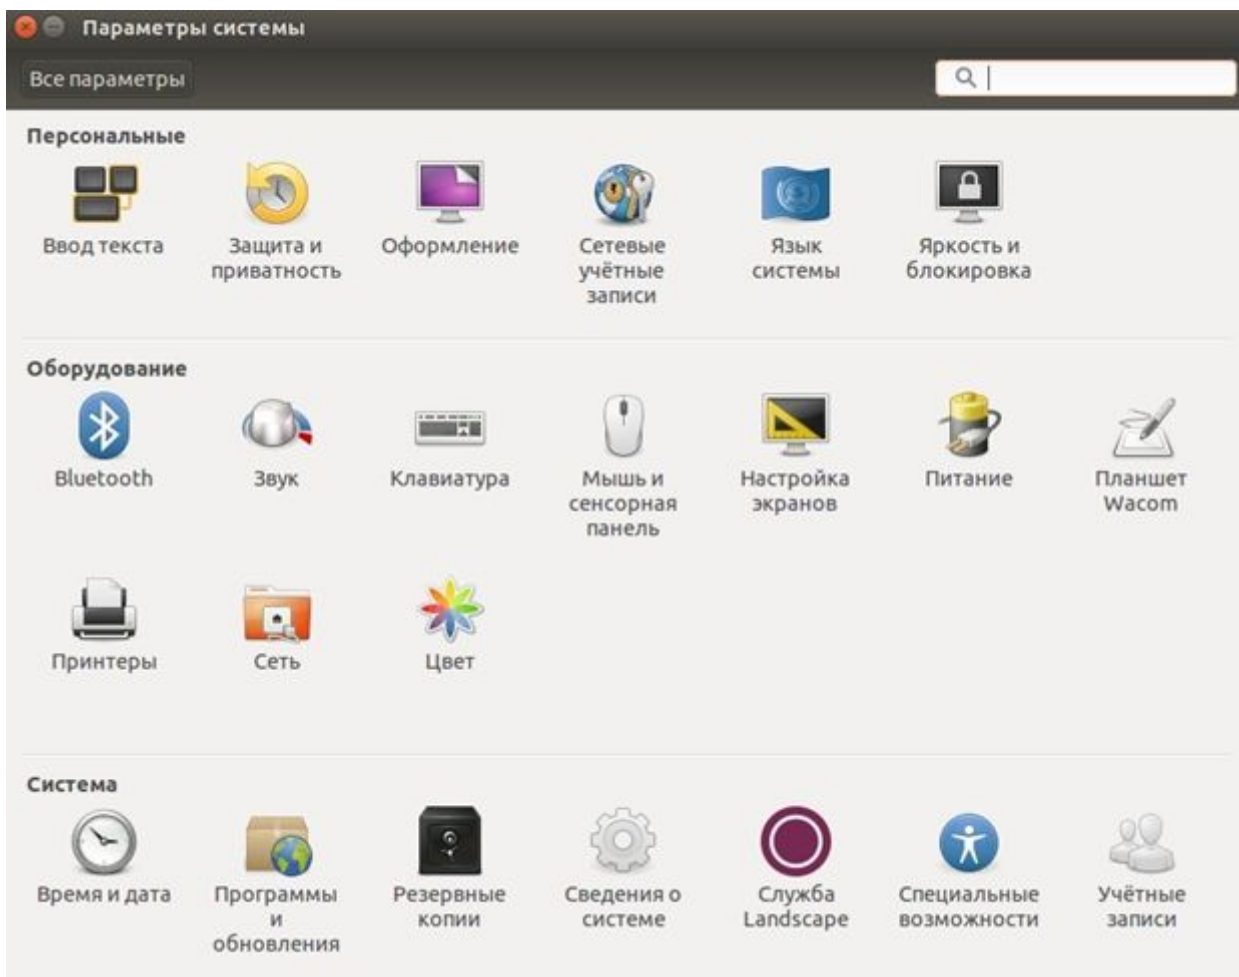 Параметры системы
Все параметры
Персональные
Ввод текста
Защита и
приватность
Оформление
Сетевые
учётные
записи
Язык
системы
Яркость и
блокировка
Оборудование
Bluetooth
Звук
Клавиатура
Мышь и
сенсорная
панель
Настройка
экранов
Питание
Планшет
Wacom
Принтеры
Сеть
Цвет
Система
Время и дата
Программы
и
обновления
Резервные
копии
Сведения о
системе
Служба
Landscape
Специальные
возможности
Учётные
записи